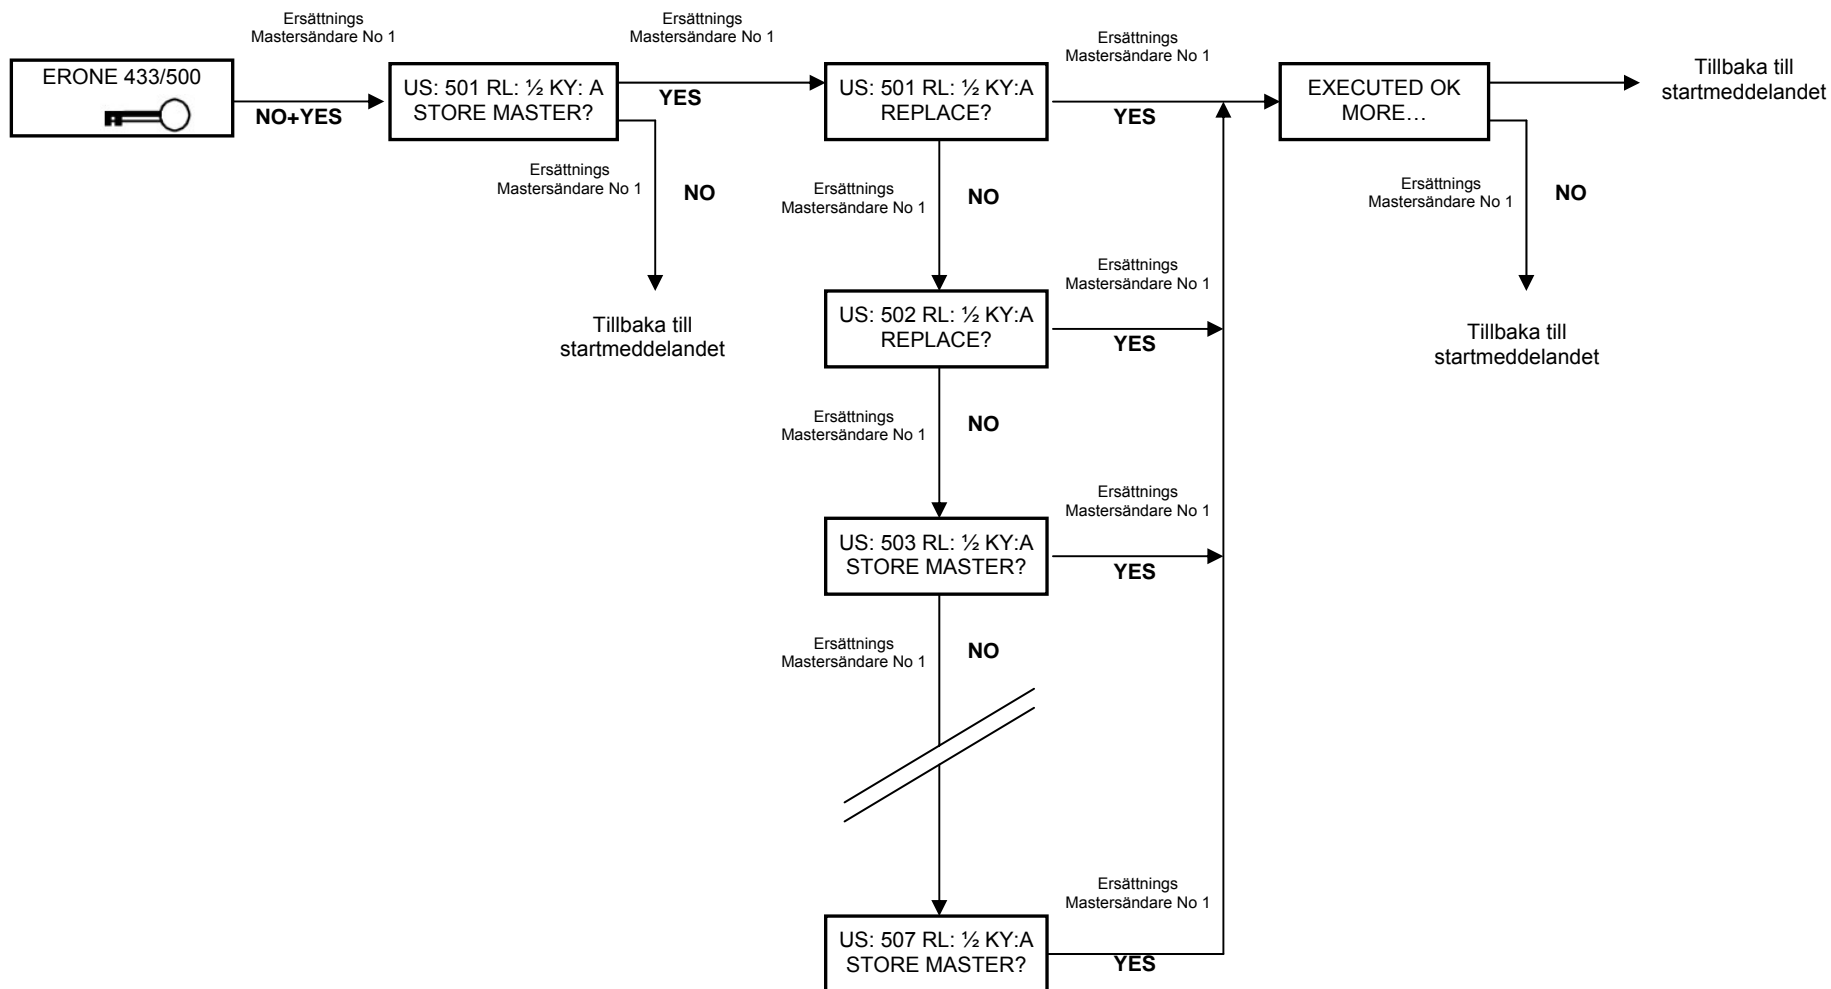 Ersättnings
Mastersändare No 1
Ersättnings
Mastersändare No 1
Ersättnings
Mastersändare No 1
ERONE 433/500
NO+YES
US: 501 RL: ½ KY: A
STORE MASTER?
YES
US: 501 RL: ½ KY:A
REPLACE?
YES
EXECUTED OK
MORE…
Tillbaka till
startmeddelandet
Ersättnings
Mastersändare No 1
NO
Ersättnings
Mastersändare No 1
NO
Ersättnings
Mastersändare No 1
NO
Tillbaka till
startmeddelandet
Ersättnings
Mastersändare No 1
US: 502 RL: ½ KY:A
REPLACE?
YES
Tillbaka till
startmeddelandet
Ersättnings
Mastersändare No 1
NO
Ersättnings
Mastersändare No 1
US: 503 RL: ½ KY:A
STORE MASTER?
YES
Ersättnings
Mastersändare No 1
NO
Ersättnings
Mastersändare No 1
US: 507 RL: ½ KY:A
STORE MASTER?
YES